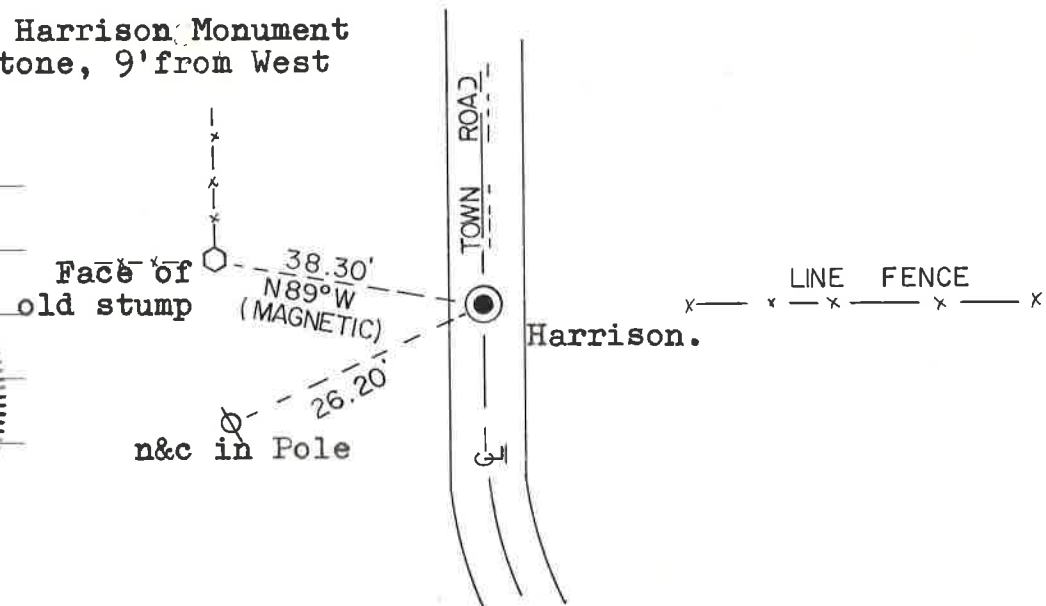 Harrison Monument
tone, 9'from West
TOWN ROAD
Face of
old stump
38.30'
N89°W
(MAGNETIC)
LINE FENCE
Harrison.
26.20'
n&c in Pole